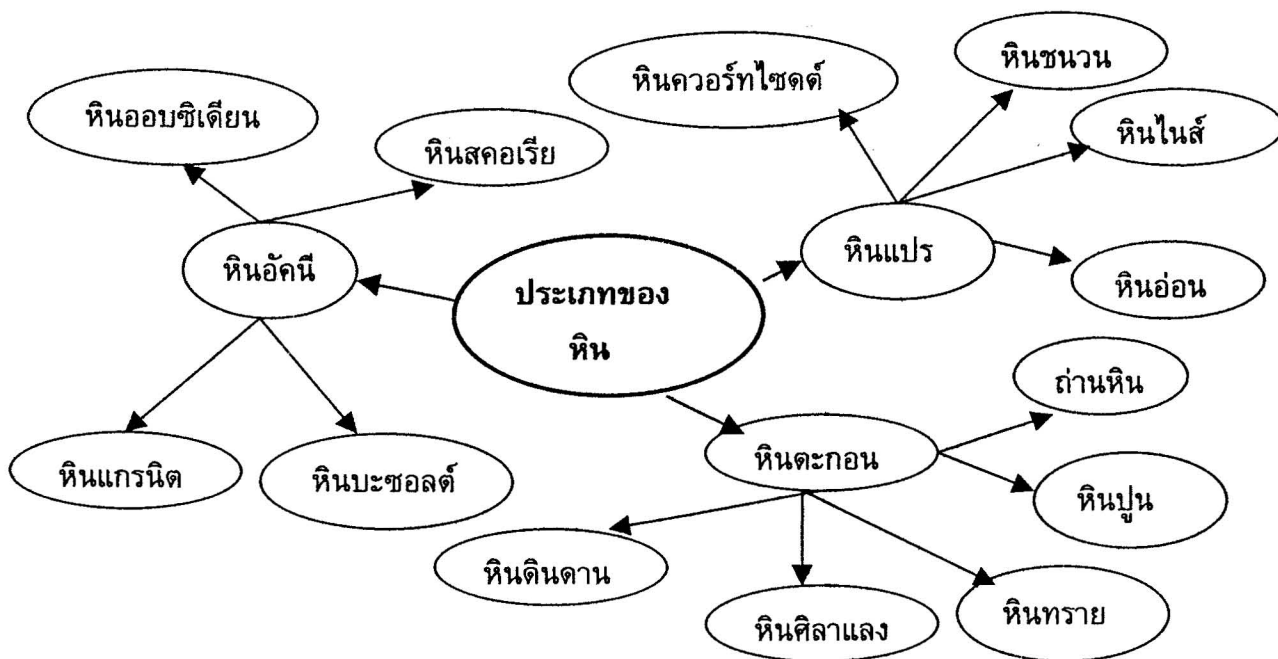 หินชนวน
หินควอร์ทไซดต์
หินออบซิเดียน
หินไนส์
หินสคอเรีย
หินแปร
หินอัคนี
ประเภทของ
หิน
หินอ่อน
ถ่านหิน
หินตะกอน
หินแกรนิต
หินบะซอลต์
หินปูน
หินดินดาน
หินทราย
หินศิลาแลง